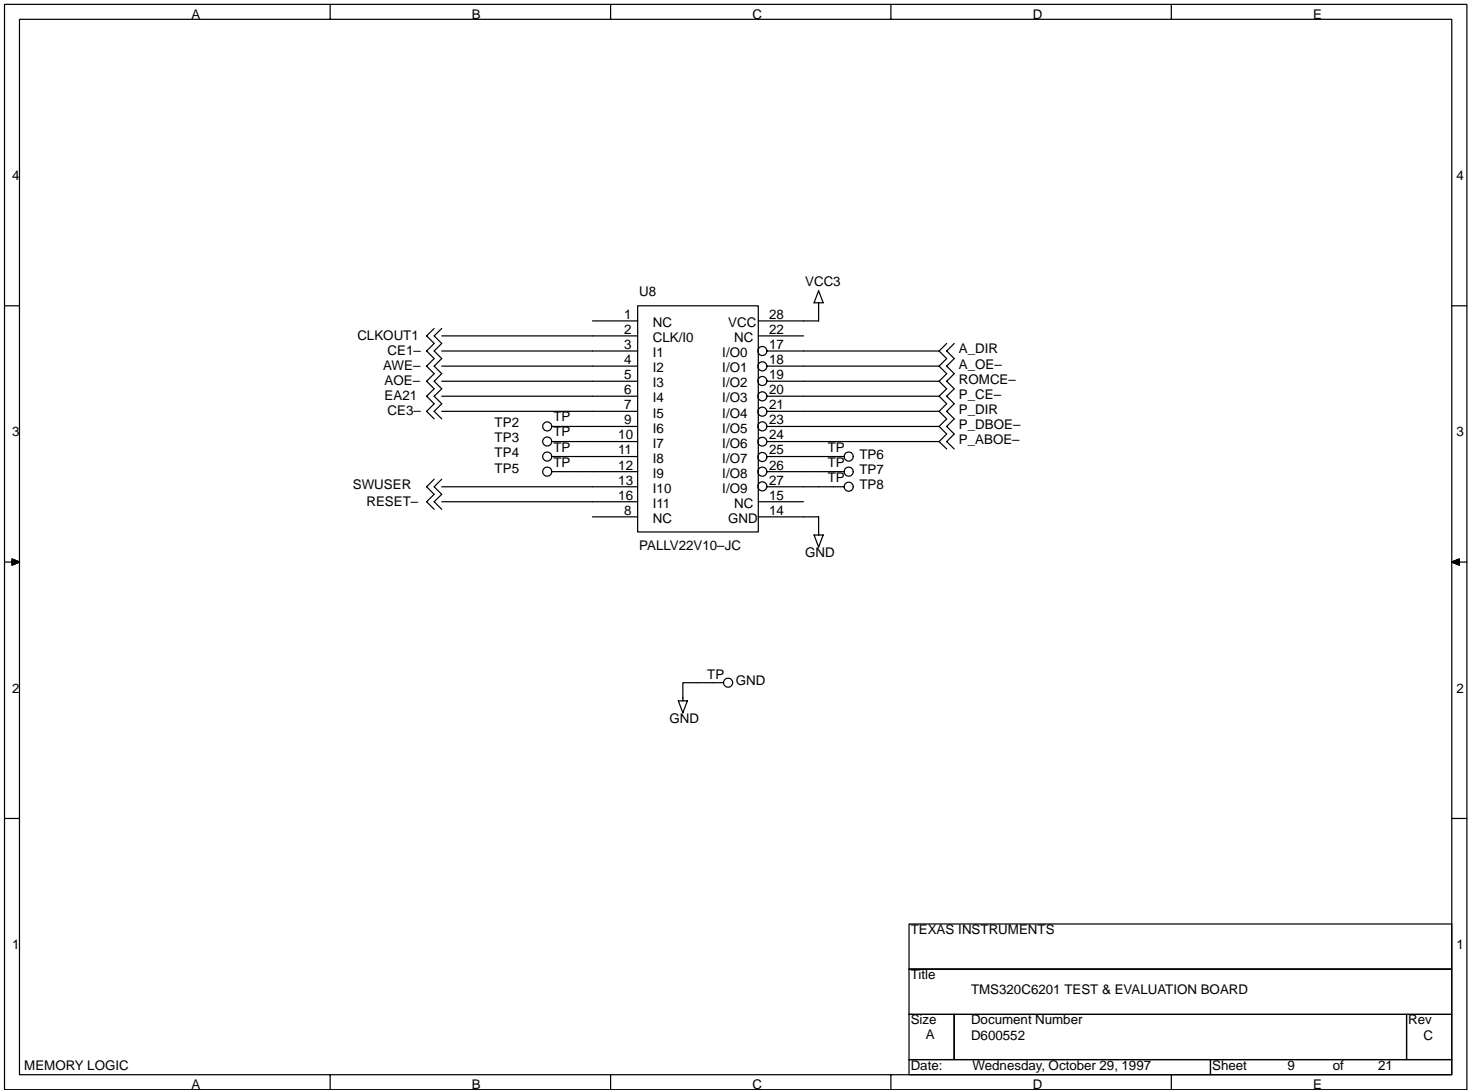 A B C D E
4 4
VCC3
U8
1 NC VCC 28
CLKOUT1 2 CLK/I0 NC 22
CE1– 3 I1 I/O0 17 A_DIR
AWE– 4 I2 I/O1 18 A_OE–
AOE– 5 I3 I/O2 19 ROMCE–
EA21 6 I4 I/O3 20 P_CE–
CE3– 7 I5 I/O4 21 P_DIR
TP2 TP 9 I6 I/O5 23 P_DBOE–
TP3 TP 10 I7 I/O6 24 P_ABOE–
TP4 TP 11 I8 I/O7 25 TP TP6
TP5 TP 12 I9 I/O8 26 TP TP7
SWUSER 13 I10 I/O9 27 TP TP8
RESET– 16 I11 NC 15
8 NC GND 14
3 3
PALLV22V10–JC
GND
TP GND
2 2
GND
1 1
TEXAS INSTRUMENTS
Title
TMS320C6201 TEST & EVALUATION BOARD
Size Document Number Rev
A D600552 C
MEMORY LOGIC
Date: Wednesday, October 29, 1997 Sheet 9 of 21
A B C D E